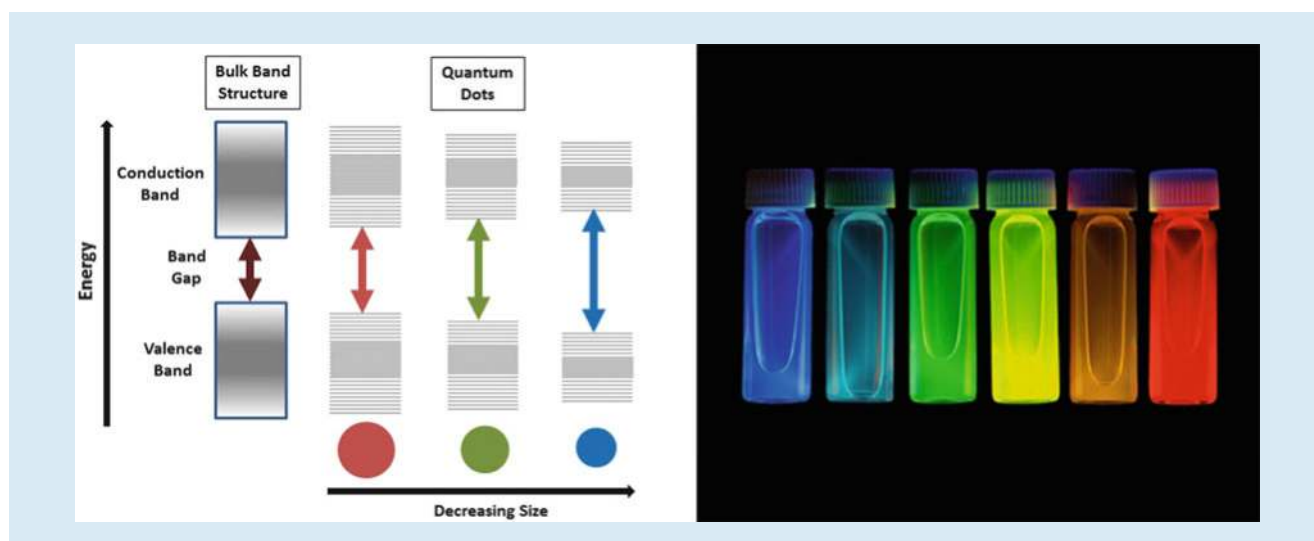 Bulk Band
Structure
Quantum
Dots
Conduction
Band
Band
Gap
Valence
Band
Energy
Decreasing Size